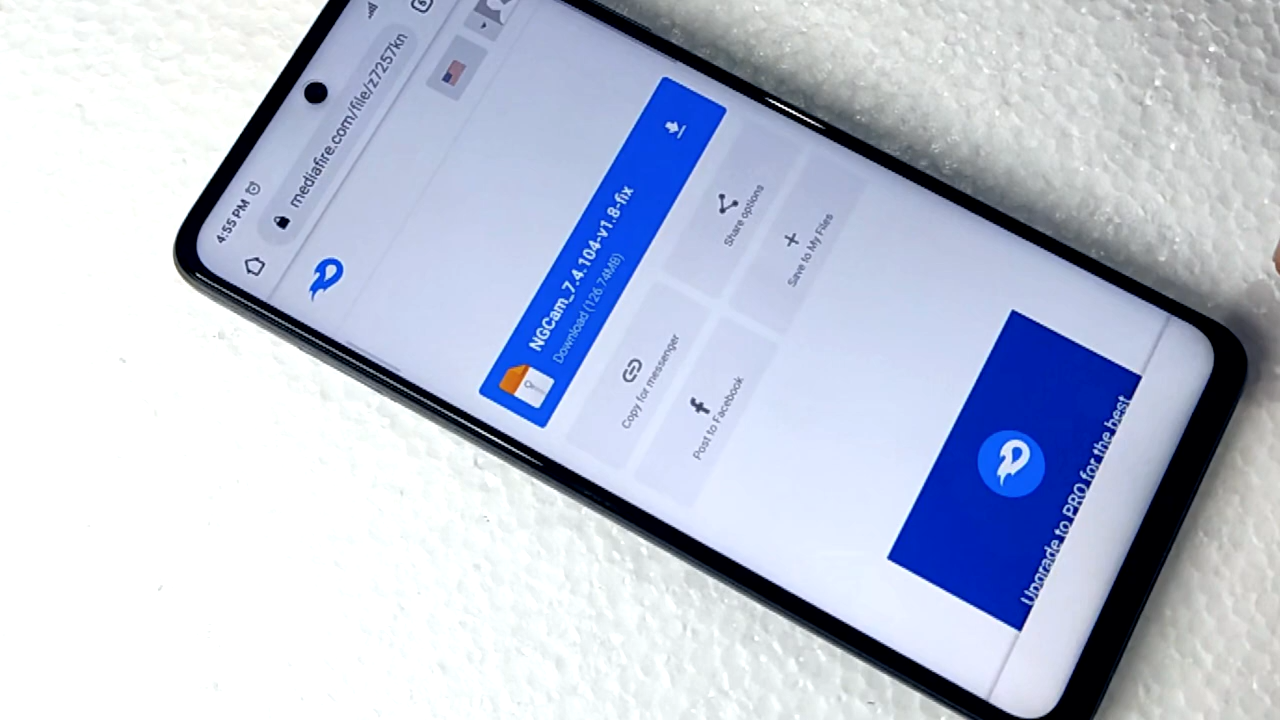 4:55 PM
mediafire.com/file/z7257kn
NGCam_7.4.104-v1.8-fix
Download (126.74MB)
Copy for messenger
Share options
Post to Facebook
Save to My Files
Upgrade to PRO for the best